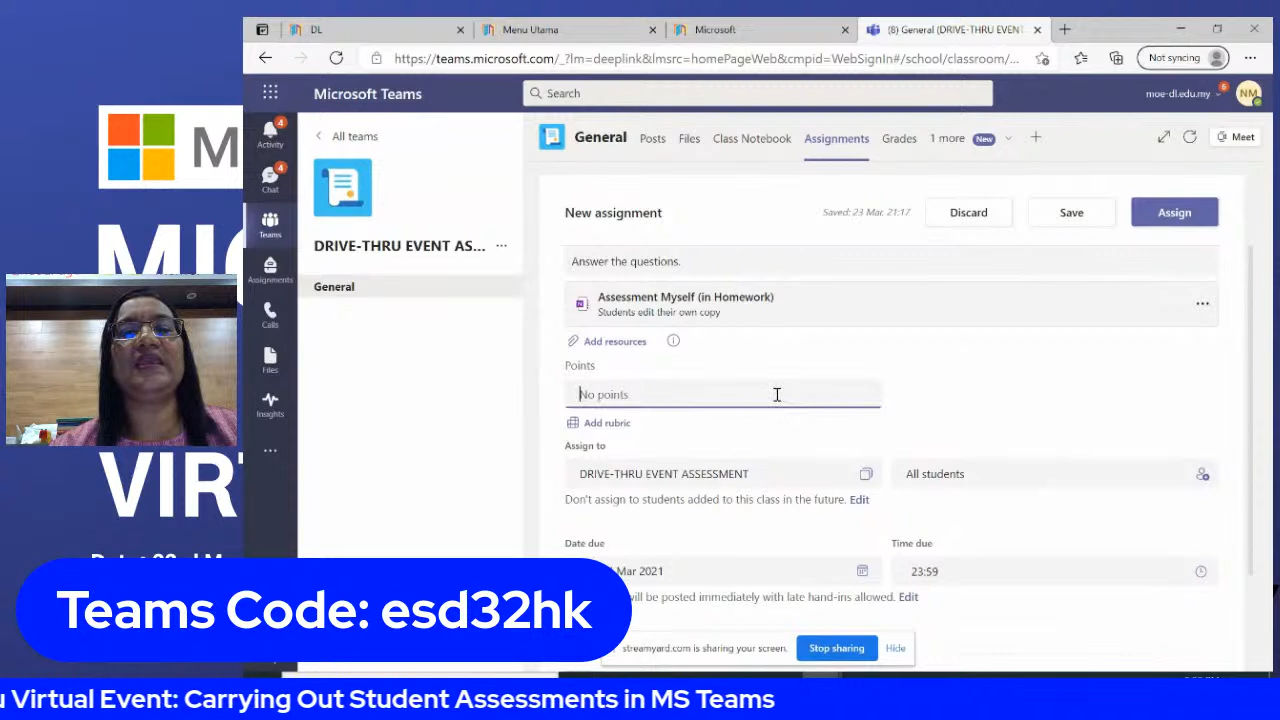 DL
Menu Utama
Microsoft
(8) General (DRIVE-THRU EVENT
https://teams.microsoft.com/_?lm=deeplink&lmsrc=homePageWeb&cmpid=WebSignIn#/school/classroom/...
Not syncing
Microsoft Teams
Search
moe-dl.edu.my
6
NM
4
Activity
4
Chat
Teams
Assignments
Calls
Files
Insights
All teams
DRIVE-THRU EVENT AS...
General
General
Posts
Files
Class Notebook
Assignments
Grades
1 more
New
Meet
New assignment
Saved: 23 Mar, 21:17
Discard
Save
Assign
Answer the questions.
Assessment Myself (in Homework)
Students edit their own copy
Add resources
Points
No points
Add rubric
Assign to
DRIVE-THRU EVENT ASSESSMENT
All students
Don't assign to students added to this class in the future. Edit
Date due
Time due
Mar 2021
23:59
will be posted immediately with late hand-ins allowed. Edit
streamyard.com is sharing your screen.
Stop sharing
Hide
M
MIC
VIR
Teams Code: esd32hk
u Virtual Event: Carrying Out Student Assessments in MS Teams